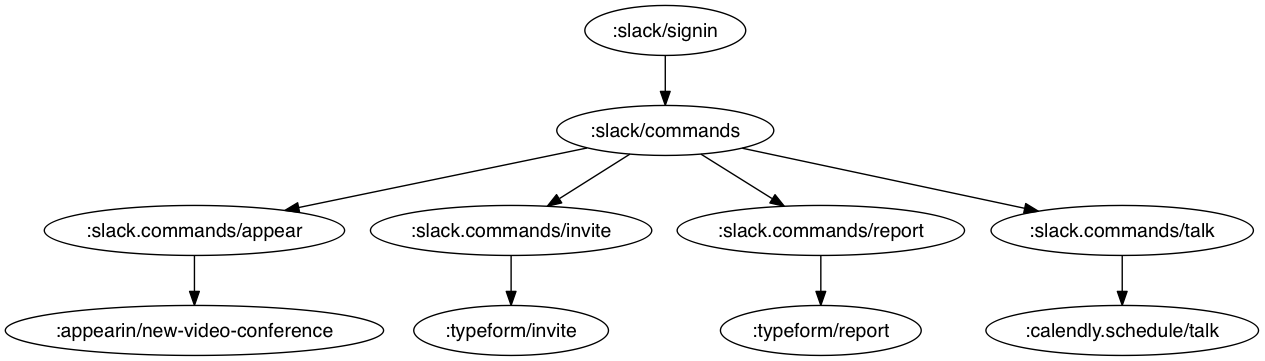 :slack/signin
:slack/commands
:slack.commands/appear
:slack.commands/invite
:slack.commands/report
:slack.commands/talk
:appearin/new-video-conference
:typeform/invite
:typeform/report
:calendly.schedule/talk